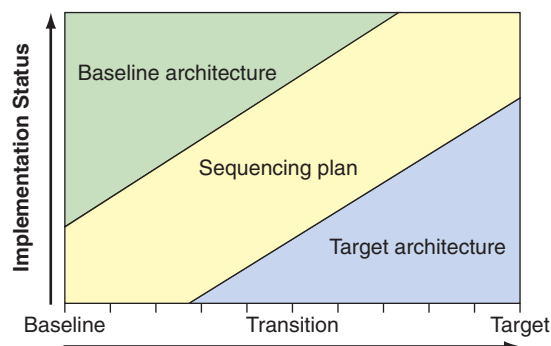 Implementation Status
Baseline architecture
Sequencing plan
Target architecture
Baseline
Transition
Target